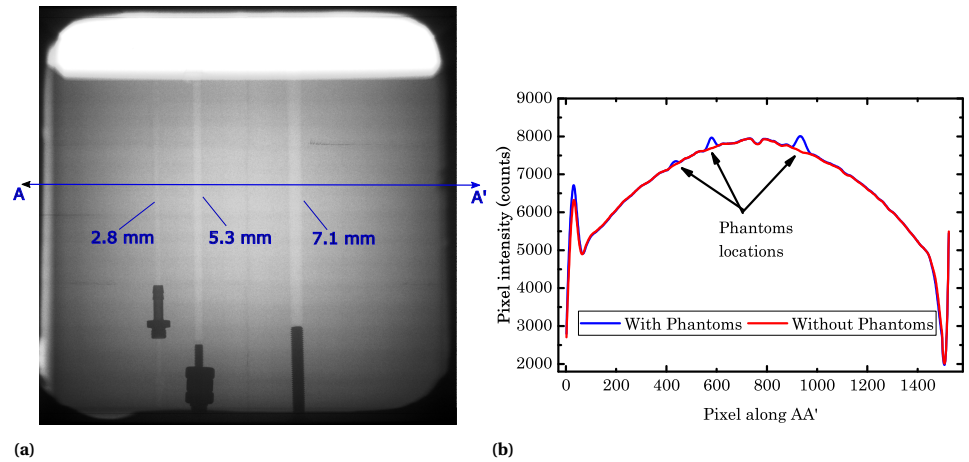 A
A'
2.8 mm
5.3 mm
7.1 mm
(a)
Pixel intensity (counts)
9000
8000
7000
6000
5000
4000
3000
2000
Phantoms
locations
With Phantoms
Without Phantoms
0
200
400
600
800
1000
1200
1400
Pixel along AA'
(b)